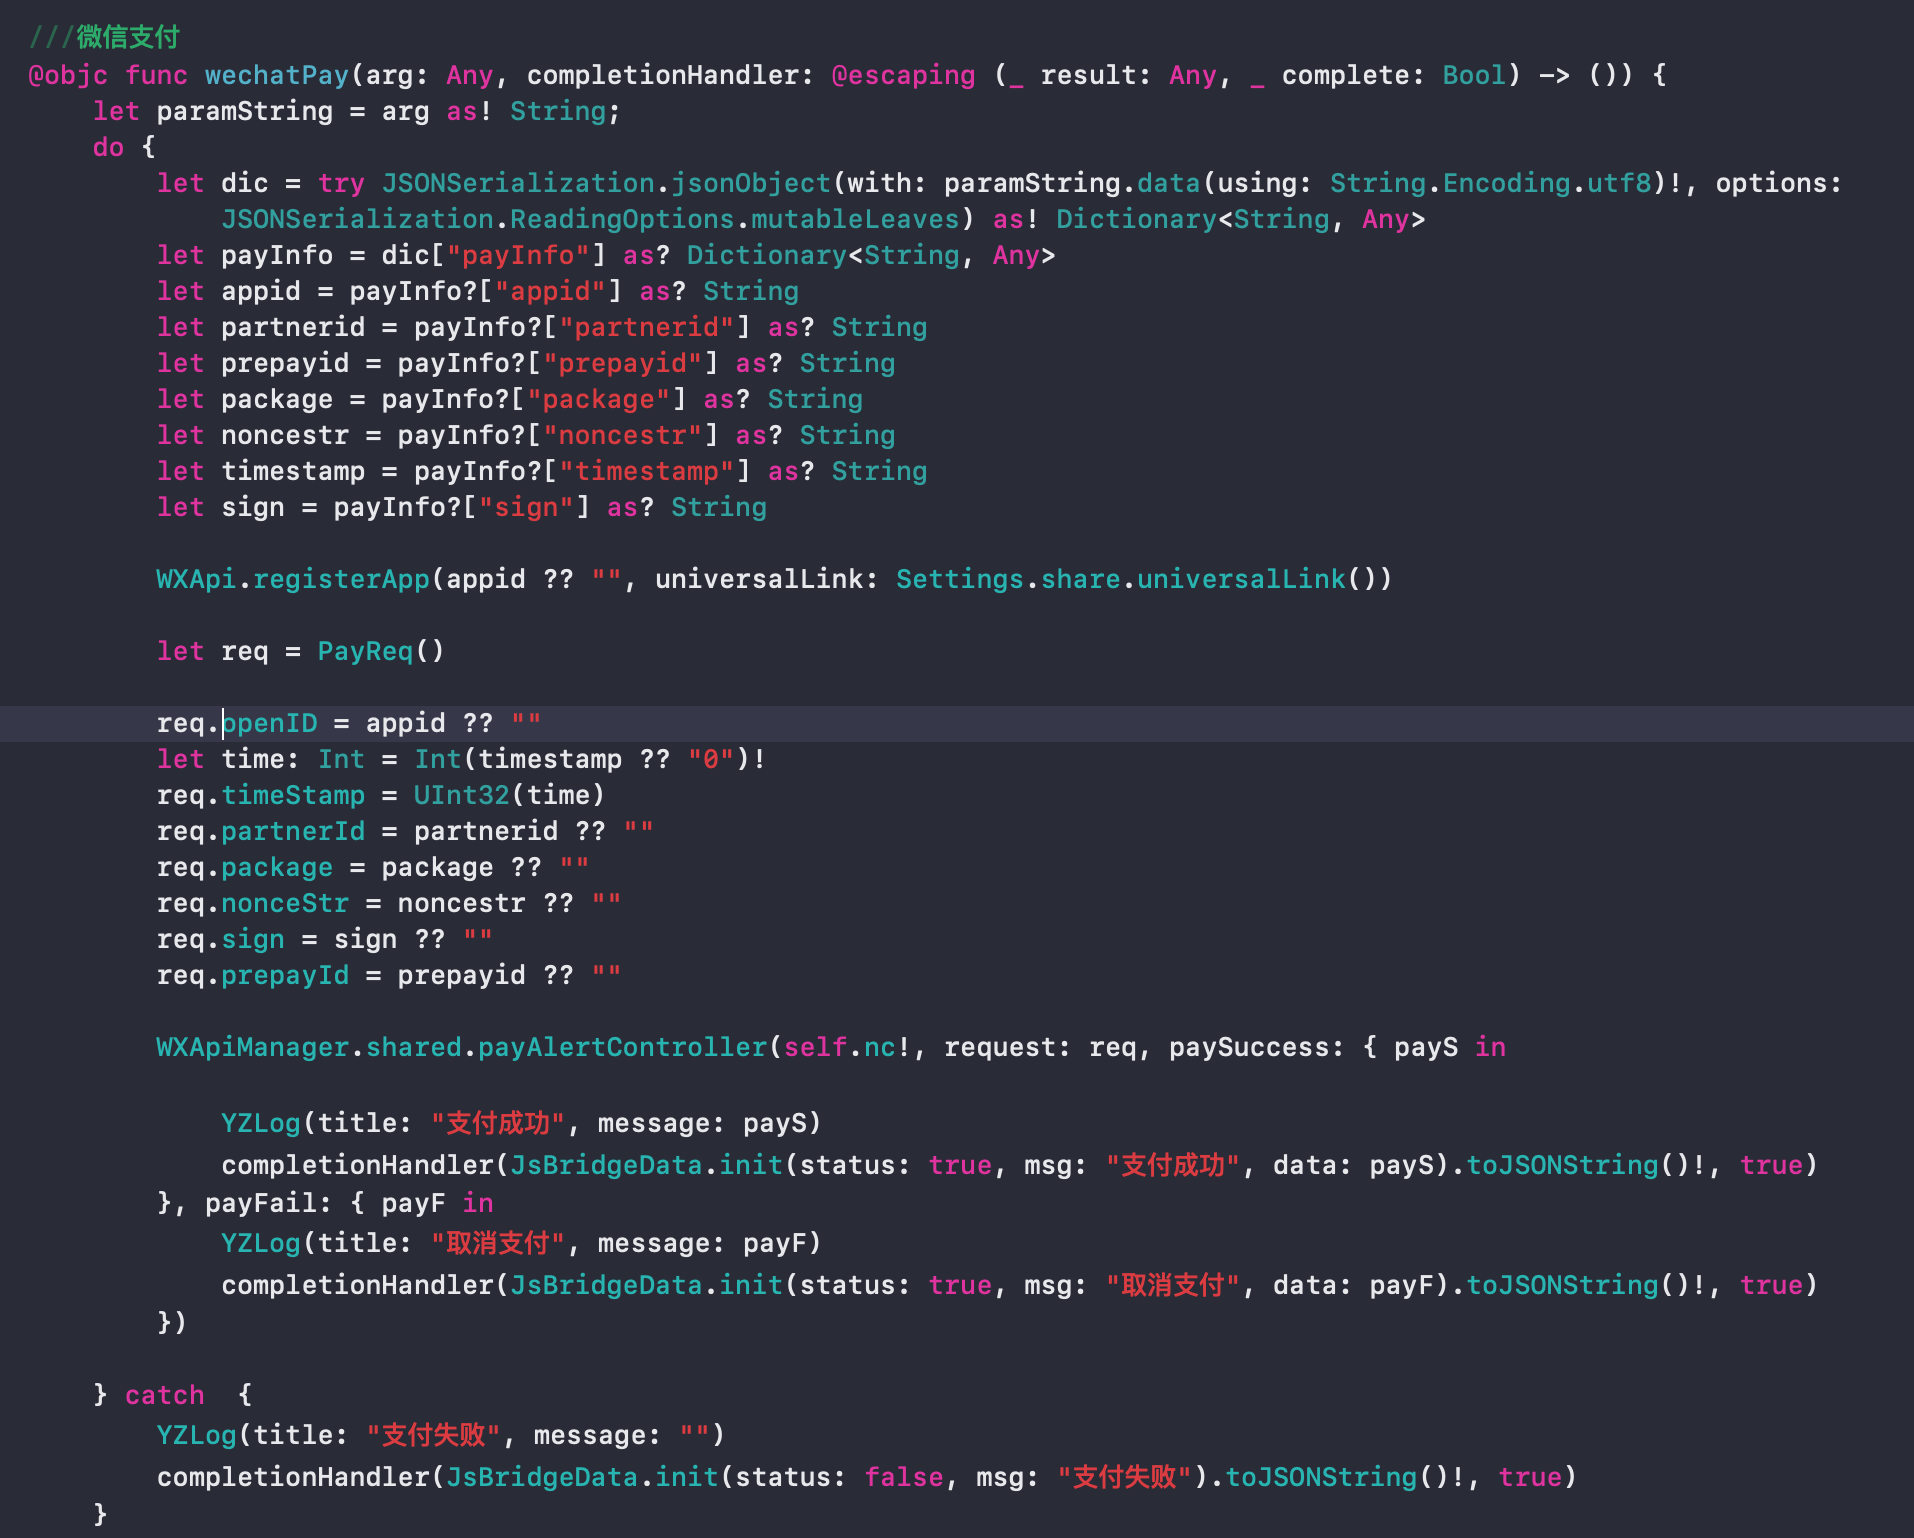 ///微信支付
@objc func wechatPay(arg: Any, completionHandler: @escaping (_ result: Any, _ complete: Bool) -> ()) {
    let paramString = arg as! String;
    do {
        let dic = try JSONSerialization.jsonObject(with: paramString.data(using: String.Encoding.utf8)!, options:
            JSONSerialization.ReadingOptions.mutableLeaves) as! Dictionary<String, Any>
        let payInfo = dic["payInfo"] as? Dictionary<String, Any>
        let appid = payInfo?["appid"] as? String
        let partnerid = payInfo?["partnerid"] as? String
        let prepayid = payInfo?["prepayid"] as? String
        let package = payInfo?["package"] as? String
        let noncestr = payInfo?["noncestr"] as? String
        let timestamp = payInfo?["timestamp"] as? String
        let sign = payInfo?["sign"] as? String

        WXApi.registerApp(appid ?? "", universalLink: Settings.share.universalLink())

        let req = PayReq()

        req.openID = appid ?? ""
        let time: Int = Int(timestamp ?? "0")!
        req.timeStamp = UInt32(time)
        req.partnerId = partnerid ?? ""
        req.package = package ?? ""
        req.nonceStr = noncestr ?? ""
        req.sign = sign ?? ""
        req.prepayId = prepayid ?? ""

        WXApiManager.shared.payAlertController(self.nc!, request: req, paySuccess: { payS in

            YZLog(title: "支付成功", message: payS)
            completionHandler(JsBridgeData.init(status: true, msg: "支付成功", data: payS).toJSONString()!, true)
        }, payFail: { payF in
            YZLog(title: "取消支付", message: payF)
            completionHandler(JsBridgeData.init(status: true, msg: "取消支付", data: payF).toJSONString()!, true)
        })

    } catch  {
        YZLog(title: "支付失败", message: "")
        completionHandler(JsBridgeData.init(status: false, msg: "支付失败").toJSONString()!, true)
    }